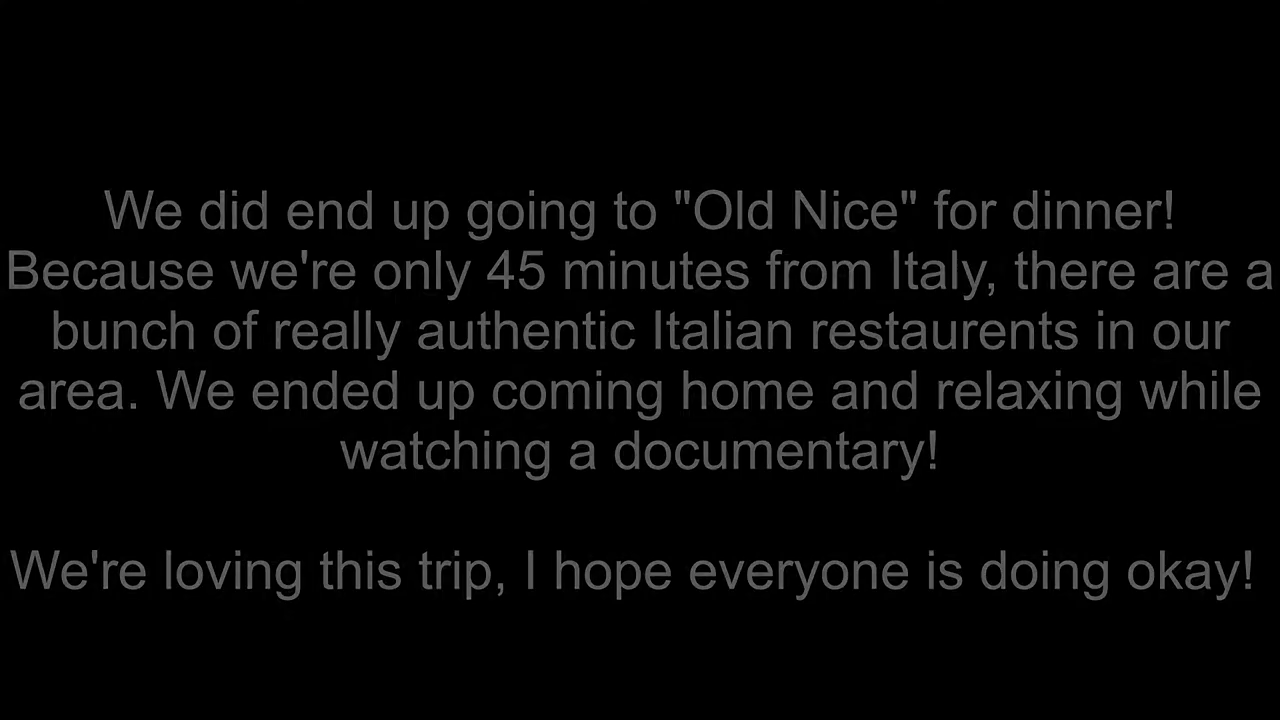 We did end up going to "Old Nice" for dinner!
Because we're only 45 minutes from Italy, there are a
bunch of really authentic Italian restaurents in our
area. We ended up coming home and relaxing while
watching a documentary!
We're loving this trip, I hope everyone is doing okay!